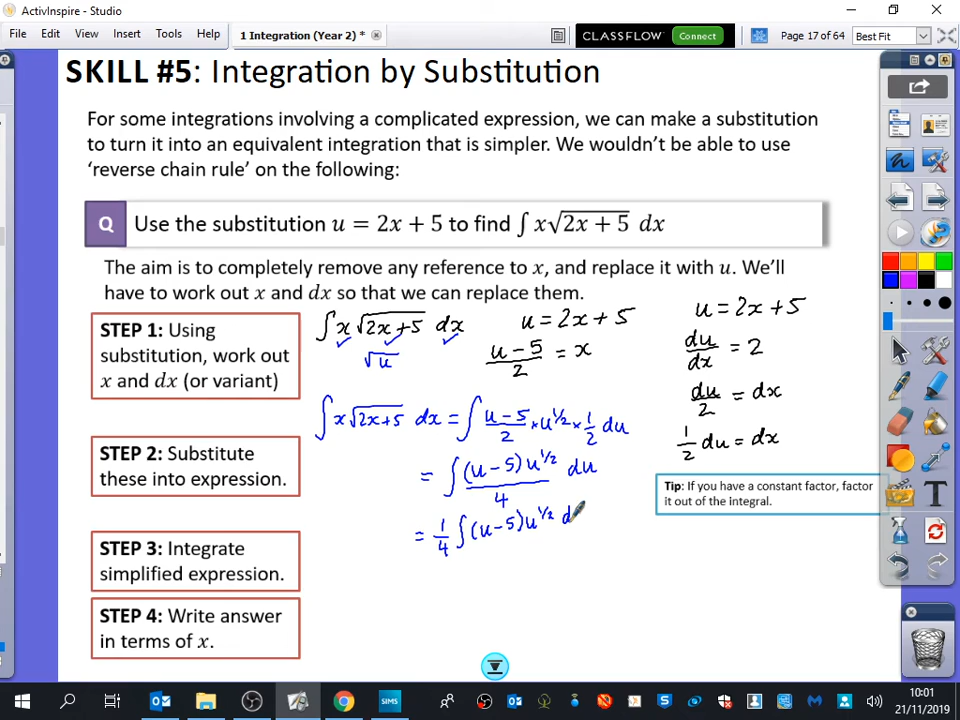 ActivInspire - Studio
File Edit View Insert Tools Help
1 Integration (Year 2) *
CLASSFLOW Connect
Page 17 of 64
Best Fit
SKILL #5: Integration by Substitution
For some integrations involving a complicated expression, we can make a substitution
to turn it into an equivalent integration that is simpler. We wouldn't be able to use
'reverse chain rule' on the following:
Q Use the substitution u = 2x + 5 to find ∫ x√(2x + 5) dx
The aim is to completely remove any reference to x, and replace it with u. We'll
have to work out x and dx so that we can replace them.
STEP 1: Using
substitution, work out
x and dx (or variant)
∫ x √(2x+5) dx
√u
u = 2x + 5
(u − 5)/2 = x
u = 2x + 5
du/dx = 2
du/2 = dx
1/2 du = dx
∫ x √(2x+5) dx = ∫ (u − 5)/2 × u^1/2 × 1/2 du
= ∫ (u − 5)u^1/2 / 4 du
= 1/4 ∫ (u − 5)u^1/2 d
STEP 2: Substitute
these into expression.
Tip: If you have a constant factor, factor
it out of the integral.
STEP 3: Integrate
simplified expression.
STEP 4: Write answer
in terms of x.
SIMS
10:01
21/11/2019